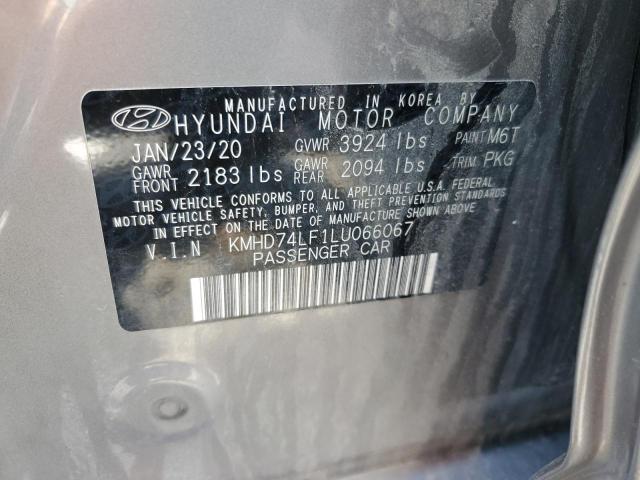 MANUFACTURED IN KOREA BY
HYUNDAI MOTOR COMPANY
JAN/23/20 GVWR 3924 lbs PAINT M6T
GAWR FRONT 2183 lbs GAWR REAR 2094 lbs TRIM PKG
THIS VEHICLE CONFORMS TO ALL APPLICABLE U.S.A. FEDERAL
MOTOR VEHICLE SAFETY, BUMPER, AND THEFT PREVENTION
STANDARDS IN EFFECT ON THE DATE OF MANUFACTURE SHOWN ABOVE.
V.I.N KMHD74LF1LU066067
PASSENGER CAR